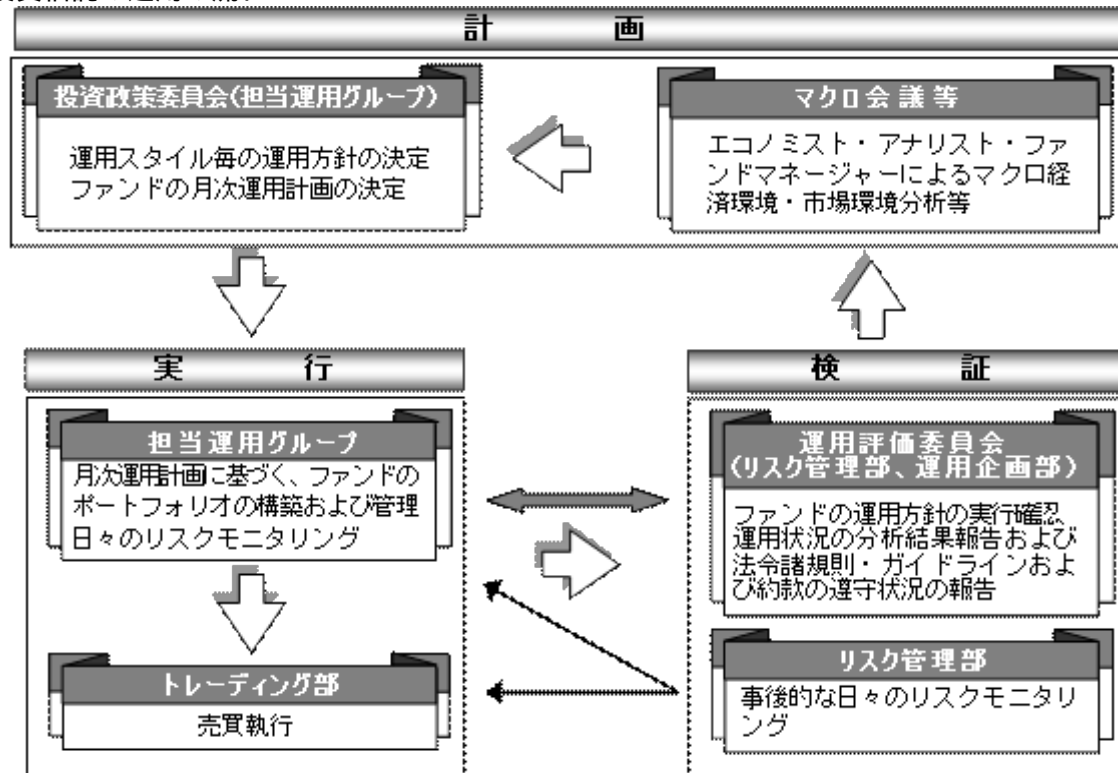 計　画
投資政策委員会(担当運用グループ)
運用スタイル毎の運用方針の決定
ファンドの月次運用計画の決定
マクロ会議等
エコノミスト・アナリスト・ファ
ンドマネージャーによるマクロ経
済環境・市場環境分析等
実　行
担当運用グループ
月次運用計画に基づく、ファンドの
ポートフォリオの構築および管理
日々のリスクモニタリング
トレーディング部
売買執行
検　証
運用評価委員会
(リスク管理部、運用企画部)
ファンドの運用方針の実行確認
運用状況の分析結果報告および
法令諸規則・ガイドラインおよ
び約款の遵守状況の報告
リスク管理部
事後的な日々のリスクモニタリ
ング